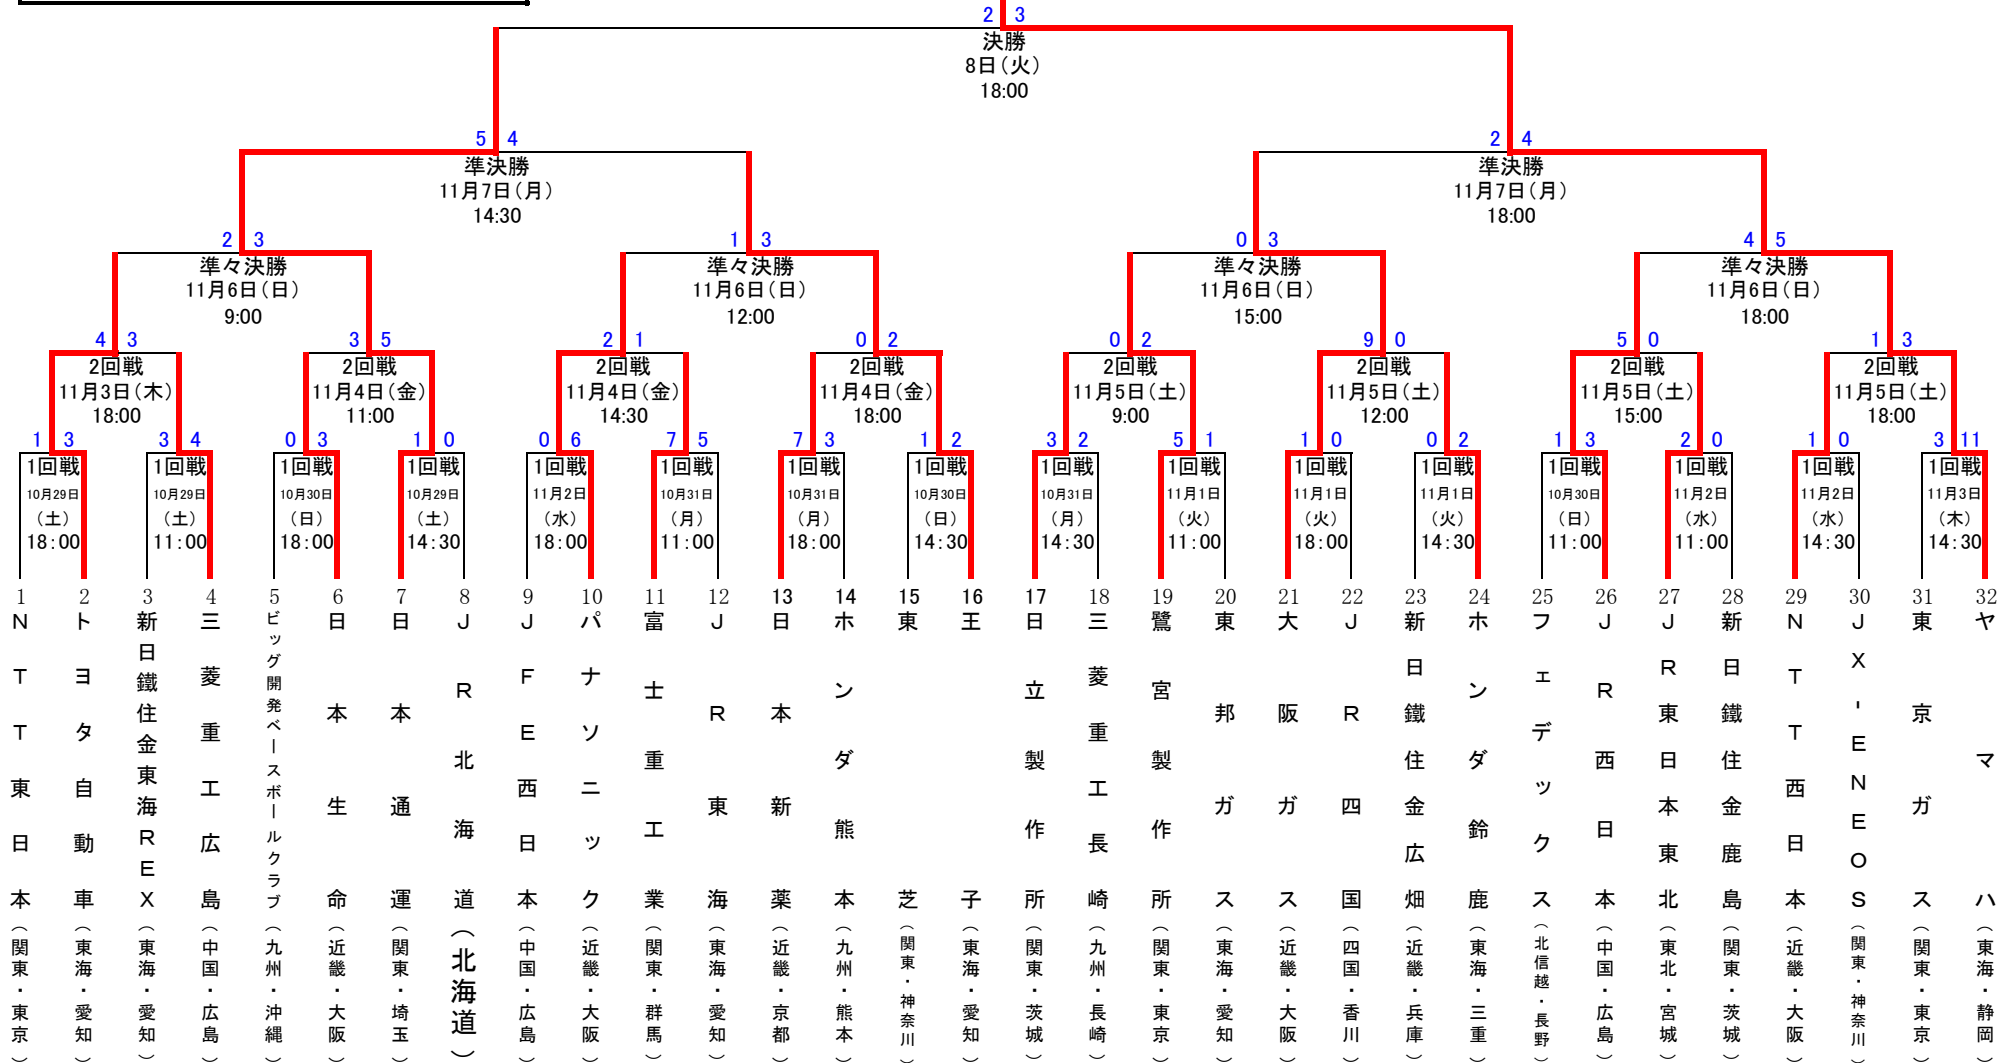 2 3
決勝
8日(火)
18:00
5 4
準決勝
11月7日(月)
14:30
2 4
準決勝
11月7日(月)
18:00
2 3
準々決勝
11月6日(日)
9:00
1 3
準々決勝
11月6日(日)
12:00
0 3
準々決勝
11月6日(日)
15:00
4 5
準々決勝
11月6日(日)
18:00
4 3
2回戦
11月3日(木)
18:00
3 5
2回戦
11月4日(金)
11:00
2 1
2回戦
11月4日(金)
14:30
0 2
2回戦
11月4日(金)
18:00
0 2
2回戦
11月5日(土)
9:00
9 0
2回戦
11月5日(土)
12:00
5 0
2回戦
11月5日(土)
15:00
1 3
2回戦
11月5日(土)
18:00
1 3
1回戦
10月29日
(土)
18:00
3 4
1回戦
10月29日
(土)
11:00
0 3
1回戦
10月30日
(日)
18:00
1 0
1回戦
10月29日
(土)
14:30
0 6
1回戦
11月2日
(水)
18:00
7 5
1回戦
10月31日
(月)
11:00
7 3
1回戦
10月31日
(月)
18:00
1 2
1回戦
10月30日
(日)
14:30
3 2
1回戦
10月31日
(月)
14:30
5 1
1回戦
11月1日
(火)
11:00
1 0
1回戦
11月1日
(火)
18:00
0 2
1回戦
11月1日
(火)
14:30
1 3
1回戦
10月30日
(日)
11:00
2 0
1回戦
11月2日
(水)
11:00
1 0
1回戦
11月2日
(水)
14:30
3 11
1回戦
11月3日
(木)
14:30
1 NTT東日本(関東・東京)
2 トヨタ自動車(東海・愛知)
3 新日鐵住金東海REX(東海・愛知)
4 三菱重工広島(中国・広島)
5 ビッグ開発ベースボールクラブ(九州・沖縄)
6 日本生命(近畿・大阪)
7 日本通運(関東・埼玉)
8 JR北海道(北海道)
9 JFE西日本(中国・広島)
10 パナソニック(近畿・大阪)
11 富士重工業(関東・群馬)
12 JR東海(東海・愛知)
13 日本新薬(近畿・京都)
14 ホンダ熊本(九州・熊本)
15 東芝(関東・神奈川)
16 王子(東海・愛知)
17 日立製作所(関東・茨城)
18 三菱重工長崎(九州・長崎)
19 鷺宮製作所(関東・東京)
20 東邦ガス(東海・愛知)
21 大阪ガス(近畿・大阪)
22 JR四国(四国・香川)
23 新日鐵住金広畑(近畿・兵庫)
24 ホンダ鈴鹿(東海・三重)
25 フェデックス(北信越・長野)
26 JR西日本(中国・広島)
27 JR東日本東北(東北・宮城)
28 新日鐵住金鹿島(関東・茨城)
29 NTT西日本(近畿・大阪)
30 JX-ENEOS(関東・神奈川)
31 東京ガス(関東・東京)
32 ヤマハ(東海・静岡)